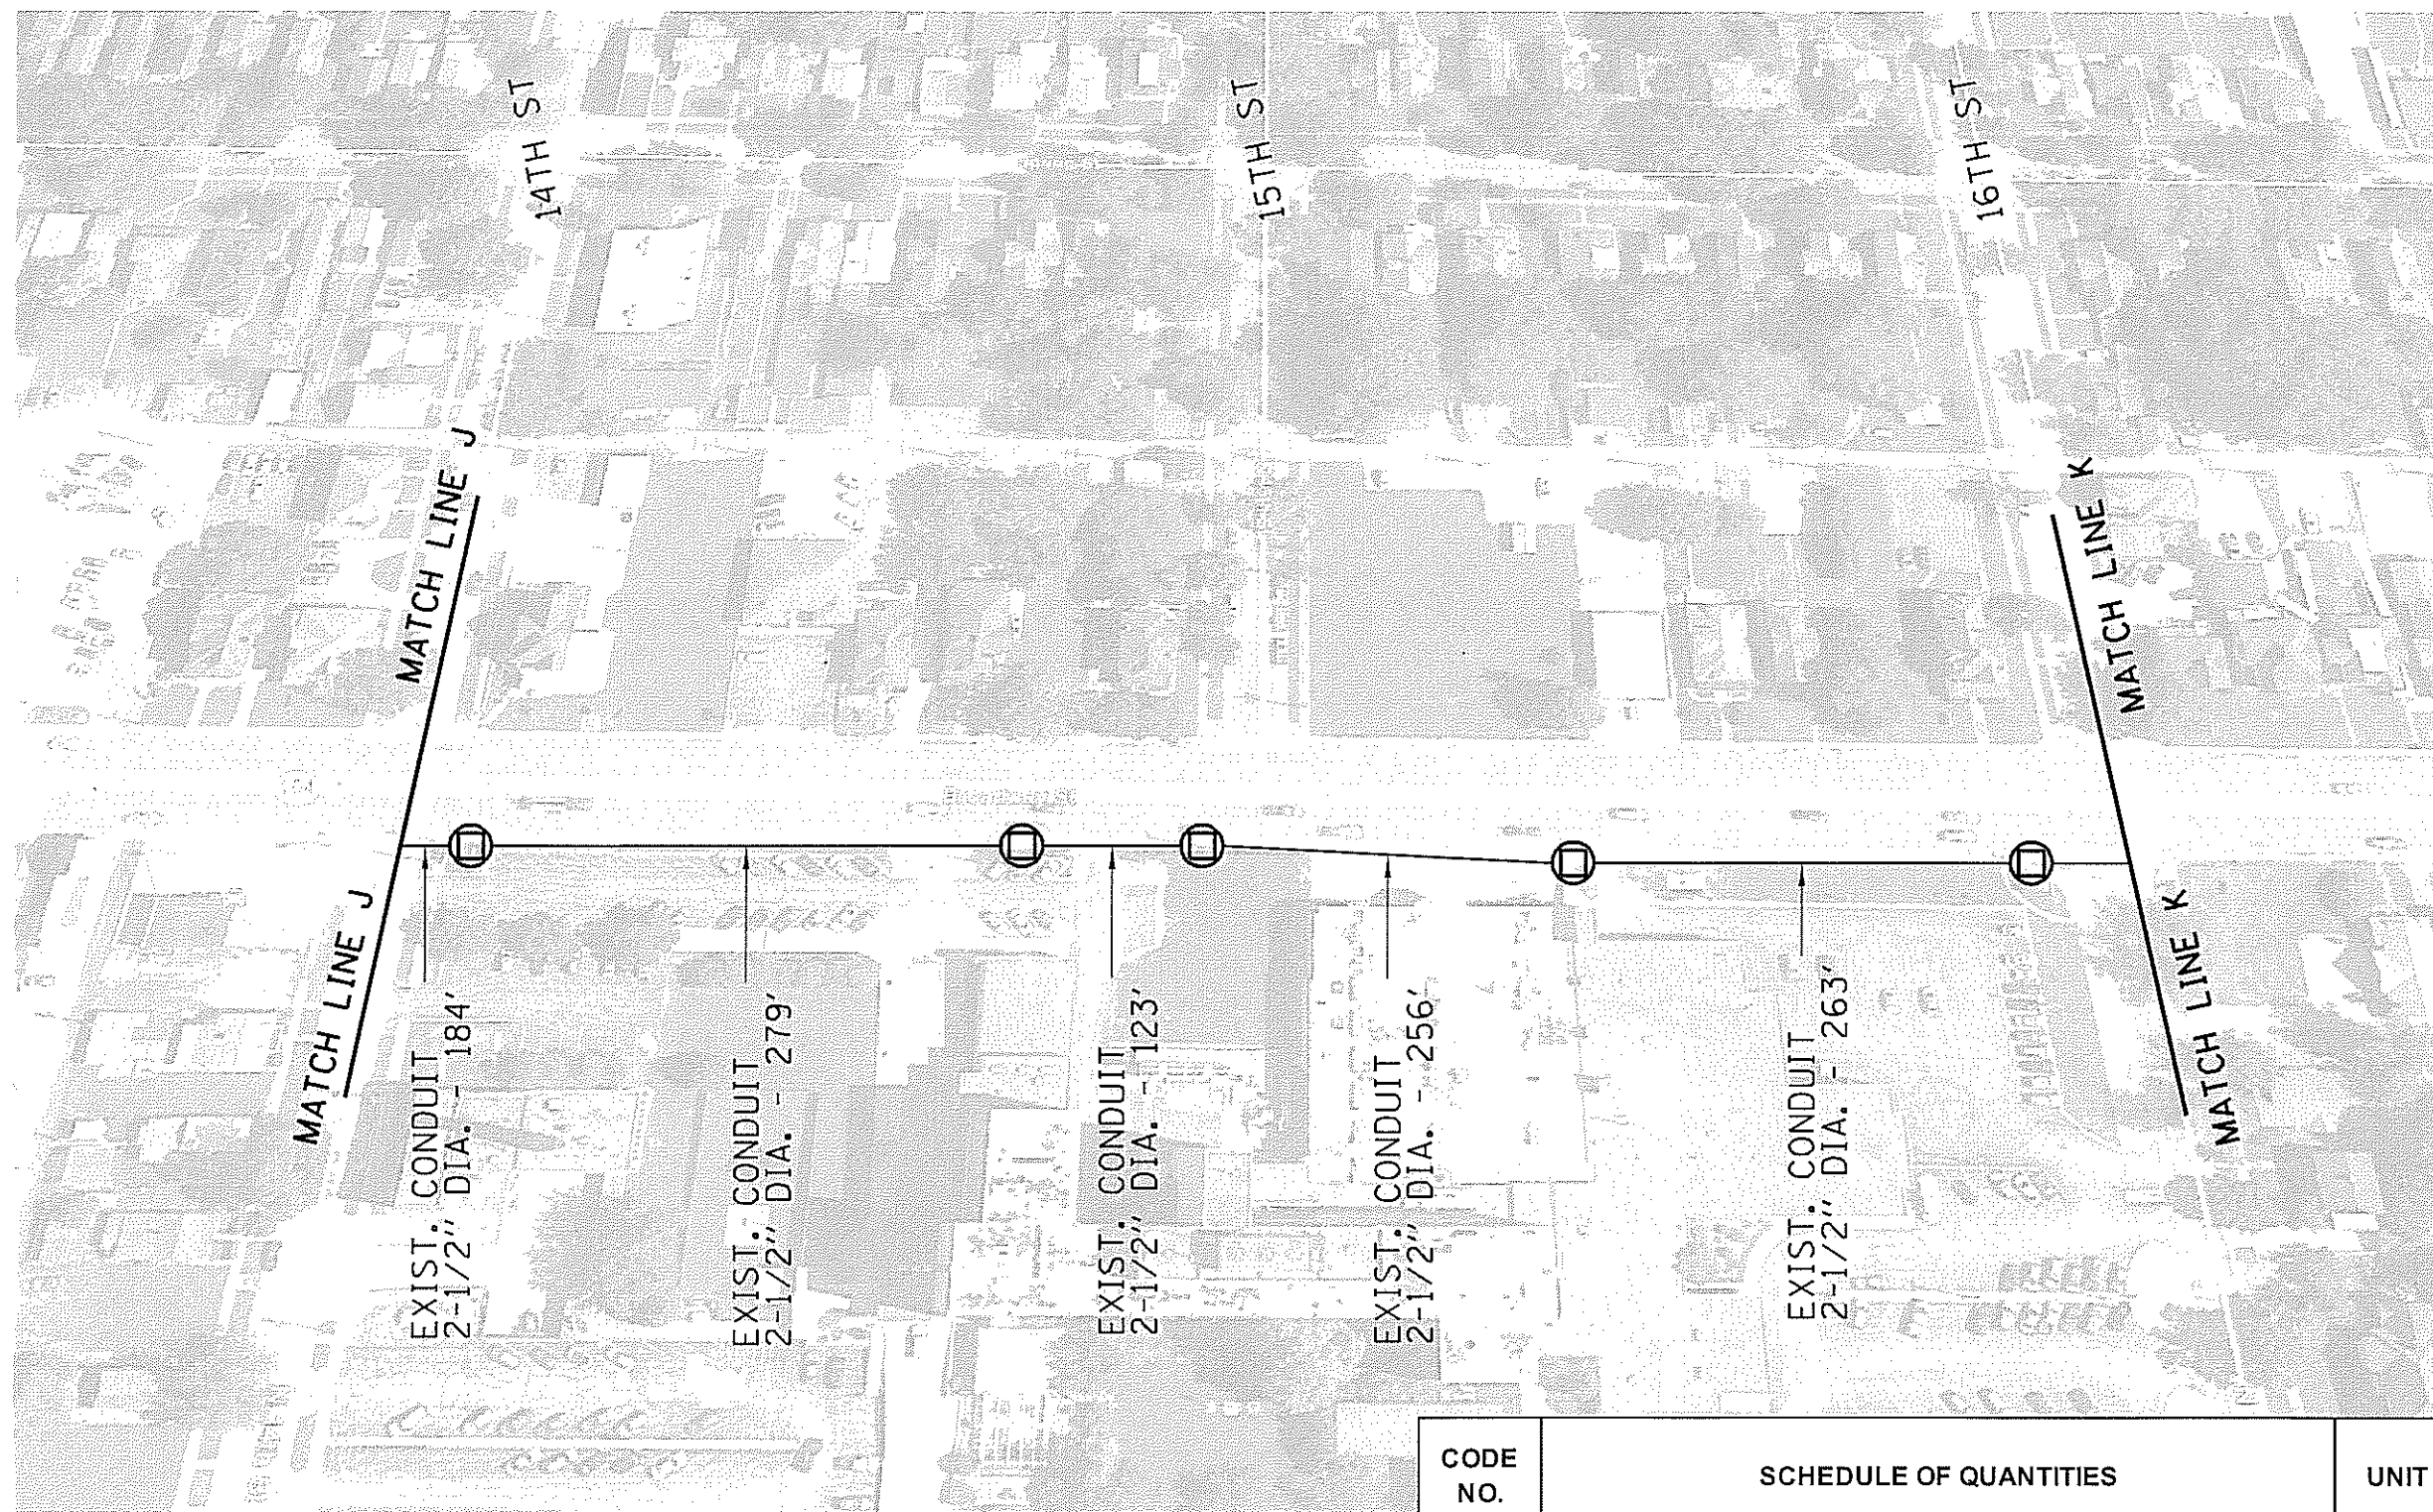 14TH ST
15TH ST
16TH ST
MATCH LINE J
MATCH LINE K
MATCH LINE J
MATCH LINE K
EXIST. CONDUIT
2-1/2" DIA. - 184'
EXIST. CONDUIT
2-1/2" DIA. - 279'
EXIST. CONDUIT
2-1/2" DIA. - 123'
EXIST. CONDUIT
2-1/2" DIA. - 256'
EXIST. CONDUIT
2-1/2" DIA. - 263'
CODE
NO.
SCHEDULE OF QUANTITIES
UNIT